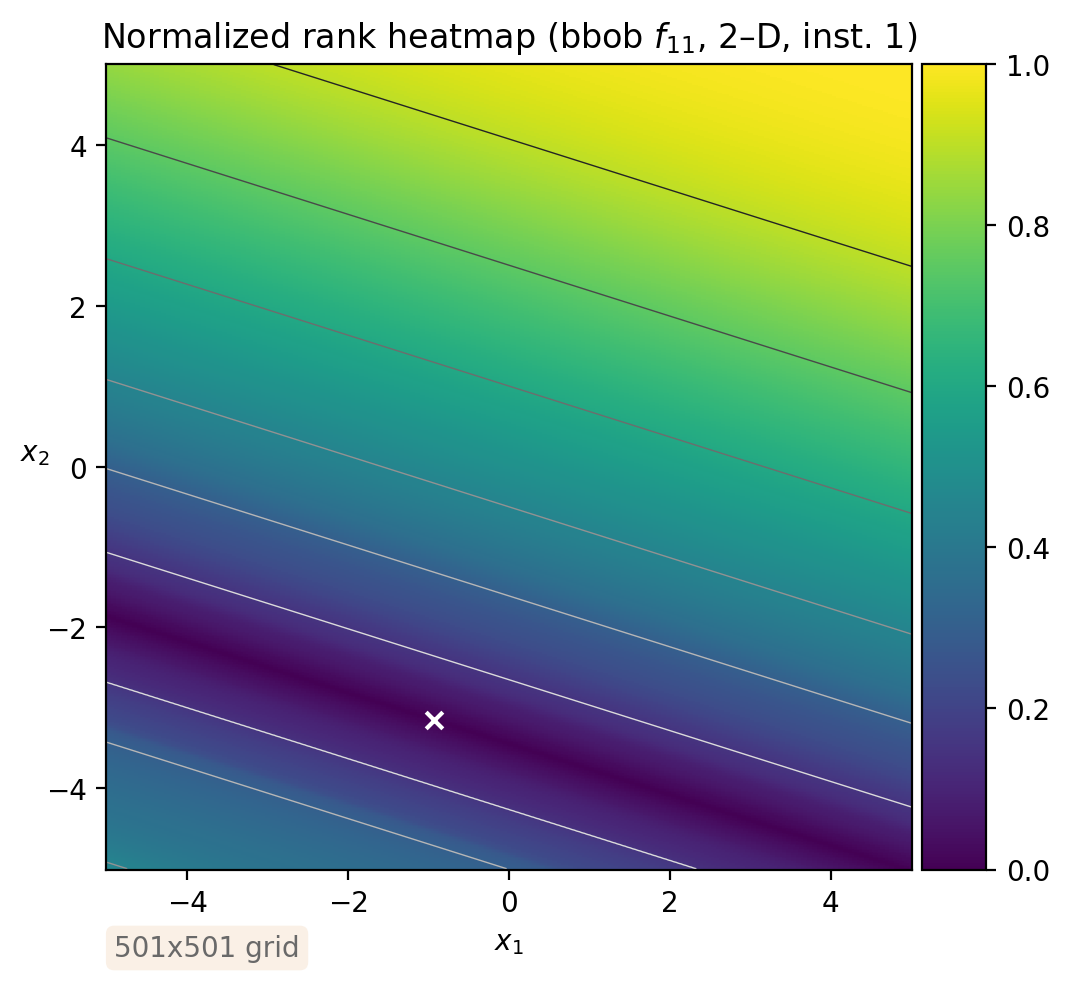 Normalized rank heatmap (bbob f₁₁, 2–D, inst. 1)
1.0
4
0.8
2
0.6
x₂
0
0.4
−2
0.2
−4
0.0
−4 −2 0 2 4
x₁
501x501 grid